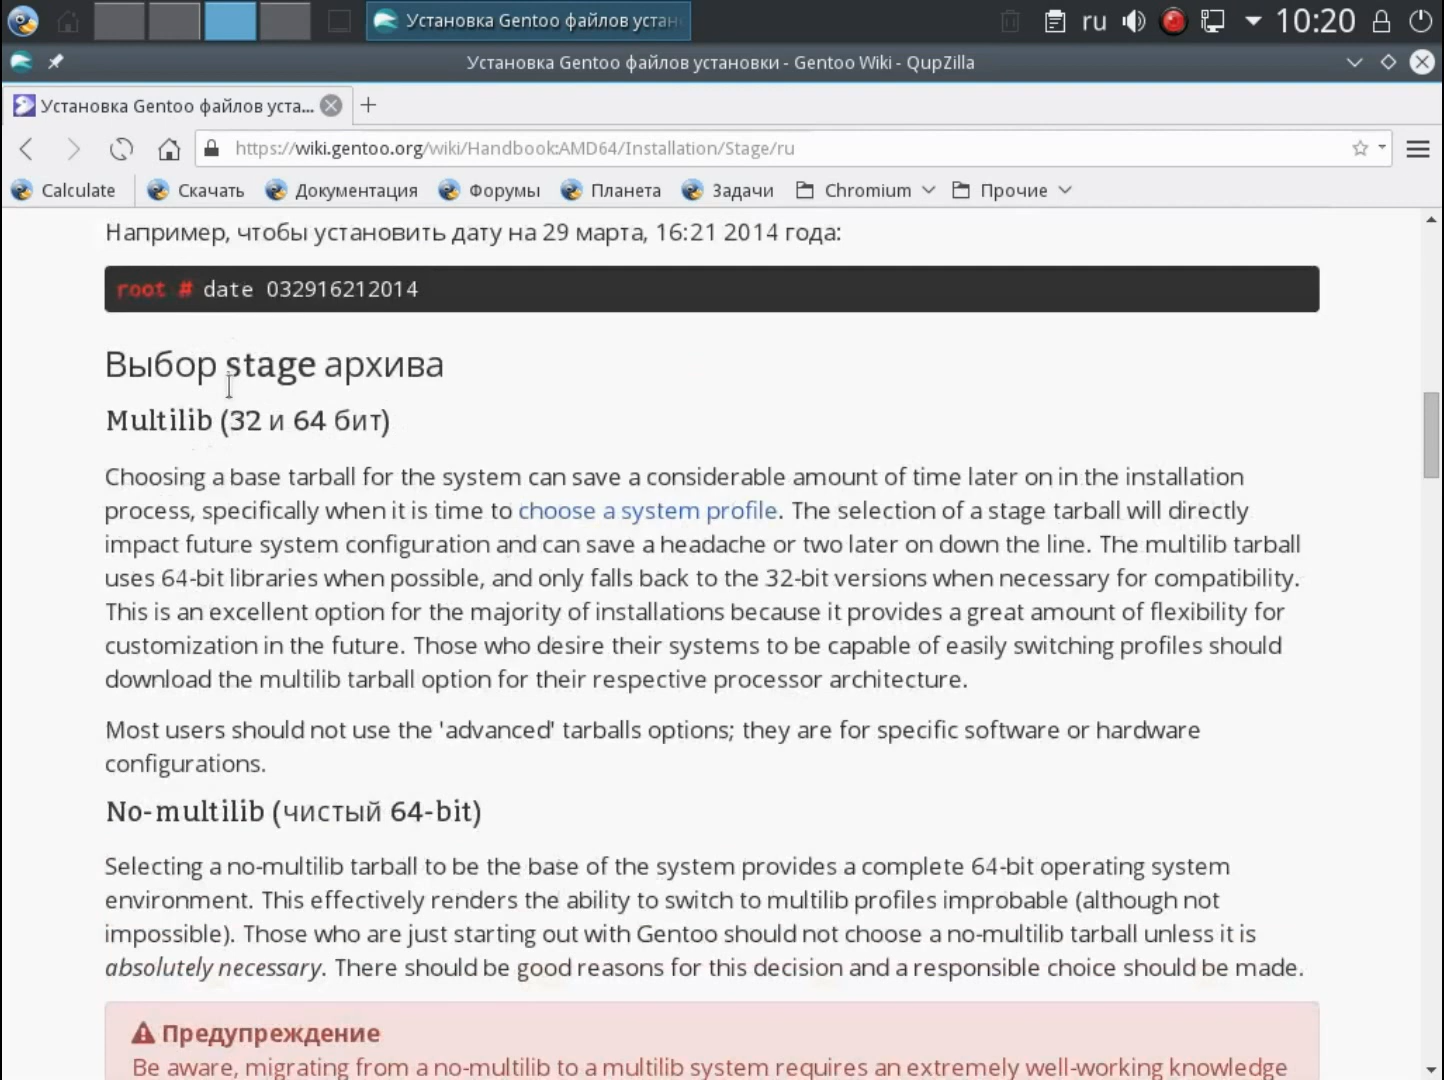 Установка Gentoo файлов устан
ru
10:20
Установка Gentoo файлов установки - Gentoo Wiki - QupZilla
Установка Gentoo файлов уста...
https://wiki.gentoo.org/wiki/Handbook:AMD64/Installation/Stage/ru
Calculate Скачать Документация Форумы Планета Задачи Chromium Прочие
Например, чтобы установить дату на 29 марта, 16:21 2014 года:
root # date 032916212014
Выбор stage архива
Multilib (32 и 64 бит)
Choosing a base tarball for the system can save a considerable amount of time later on in the installation
process, specifically when it is time to choose a system profile. The selection of a stage tarball will directly
impact future system configuration and can save a headache or two later on down the line. The multilib tarball
uses 64-bit libraries when possible, and only falls back to the 32-bit versions when necessary for compatibility.
This is an excellent option for the majority of installations because it provides a great amount of flexibility for
customization in the future. Those who desire their systems to be capable of easily switching profiles should
download the multilib tarball option for their respective processor architecture.
Most users should not use the 'advanced' tarballs options; they are for specific software or hardware
configurations.
No-multilib (чистый 64-bit)
Selecting a no-multilib tarball to be the base of the system provides a complete 64-bit operating system
environment. This effectively renders the ability to switch to multilib profiles improbable (although not
impossible). Those who are just starting out with Gentoo should not choose a no-multilib tarball unless it is
absolutely necessary. There should be good reasons for this decision and a responsible choice should be made.
Предупреждение
Be aware, migrating from a no-multilib to a multilib system requires an extremely well-working knowledge